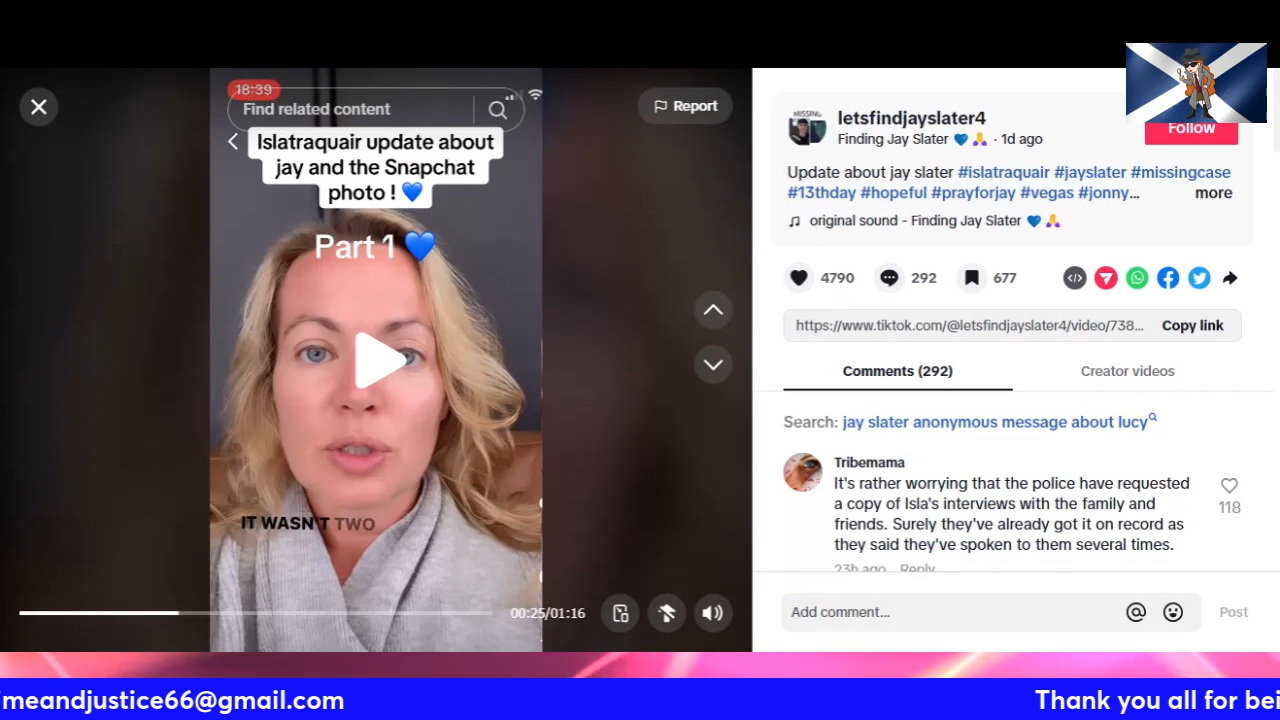 18:39
Find related content
Islatraquair update about
jay and the Snapchat
photo ! 💙
Part 1 💙
IT WASN'T TWO
00:25/01:16
Report
MISSING
letsfindjayslater4
Finding Jay Slater 💙 🙏 · 1d ago
Follow
Update about jay slater #islatraquair #jayslater #missingcase
#13thday #hopeful #prayforjay #vegas #jonny... more
original sound - Finding Jay Slater 💙 🙏
4790 292 677
https://www.tiktok.com/@letsfindjayslater4/video/738... Copy link
Comments (292) Creator videos
Search: jay slater anonymous message about lucy
Tribemama
It's rather worrying that the police have requested
a copy of Isla's interviews with the family and
friends. Surely they've already got it on record as
they said they've spoken to them several times.
118
23h ago Reply
Add comment... Post
imeandjustice66@gmail.com Thank you all for bei